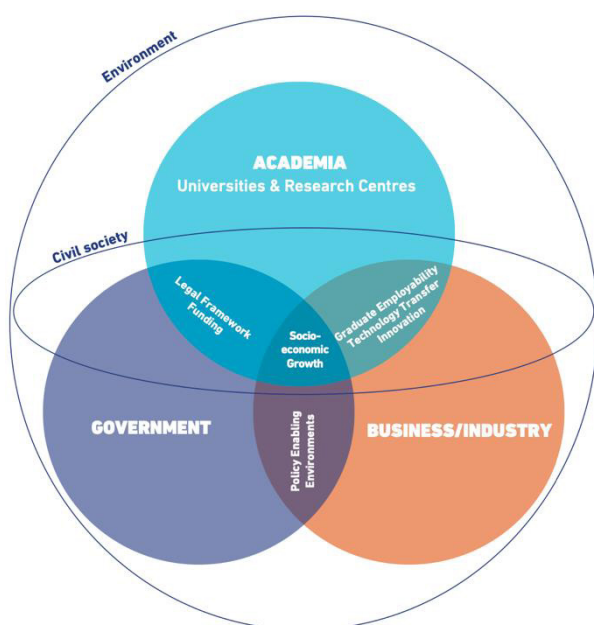 Environment
ACADEMIA
Universities & Research Centres
Civil society
Legal Framework
Funding
Graduate Employability
Technology Transfer
Innovation
Socio-
economic
Growth
GOVERNMENT
BUSINESS/INDUSTRY
Policy Enabling
Environments